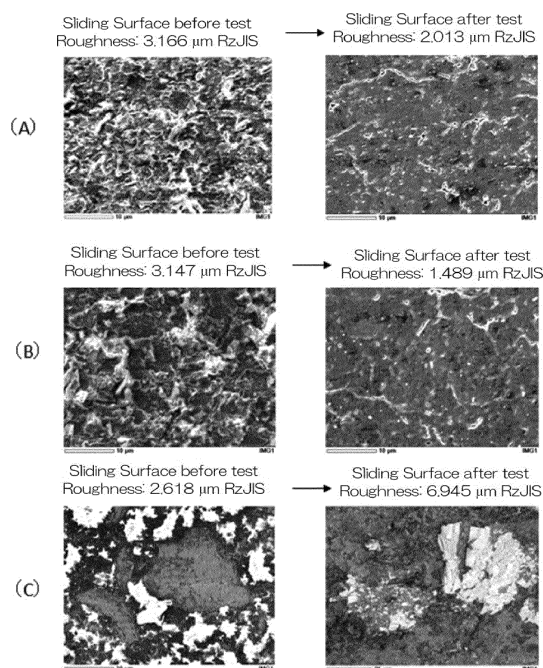 Sliding Surface before test
Roughness: 3.166 μm RzJIS
Sliding Surface after test
Roughness: 2.013 μm RzJIS
(A)
10 μm
IMG1
10 μm
IMG1
Sliding Surface before test
Roughness: 3.147 μm RzJIS
Sliding Surface after test
Roughness: 1.489 μm RzJIS
(B)
10 μm
IMG1
10 μm
IMG1
Sliding Surface before test
Roughness: 2.618 μm RzJIS
Sliding Surface after test
Roughness: 6.945 μm RzJIS
(C)